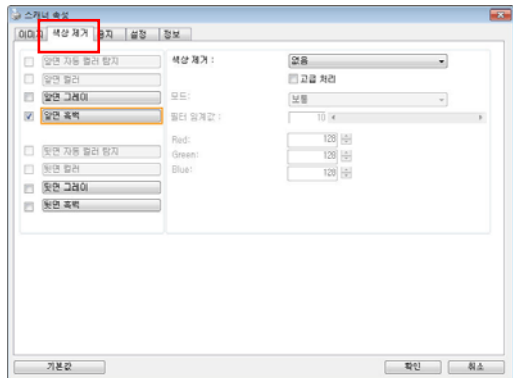 스캐너 속성
이미지 색상 제거 용지 설정 정보
앞면 자동 컬러 탐지
앞면 컬러
앞면 그레이
앞면 흑백
뒷면 자동 컬러 탐지
뒷면 컬러
뒷면 그레이
뒷면 흑백
색상 제거 : 없음
고급 처리
모드: 보통
필터 임계값 : 10
Red: 128
Green: 128
Blue: 128
기본값 확인 취소